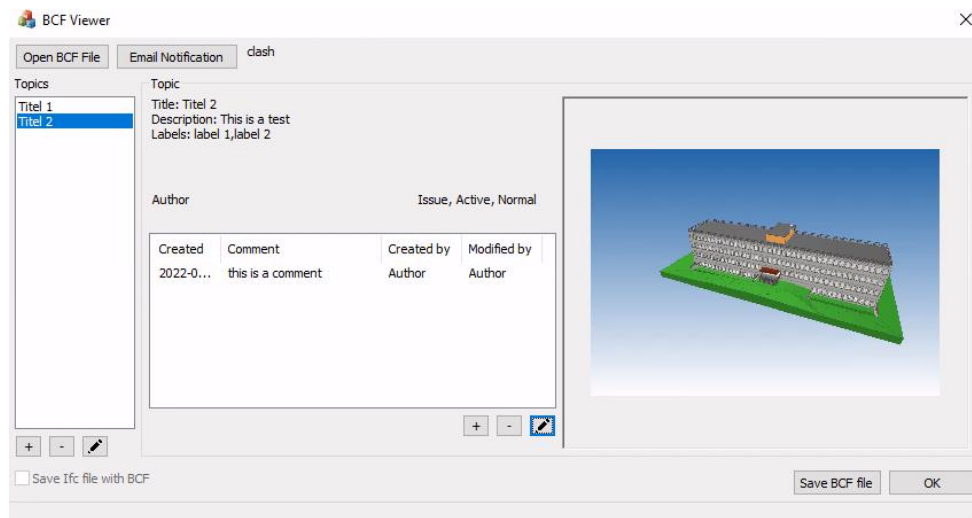 BCF Viewer
Open BCF File
Email Notification
clash
Topics
Topic
Titel 1
Titel 2
Title: Titel 2
Description: This is a test
Labels: label 1,label 2
Author
Issue, Active, Normal
Created Comment Created by Modified by
2022-0... this is a comment Author Author
+ -
+ -
Save Ifc file with BCF
Save BCF file
OK